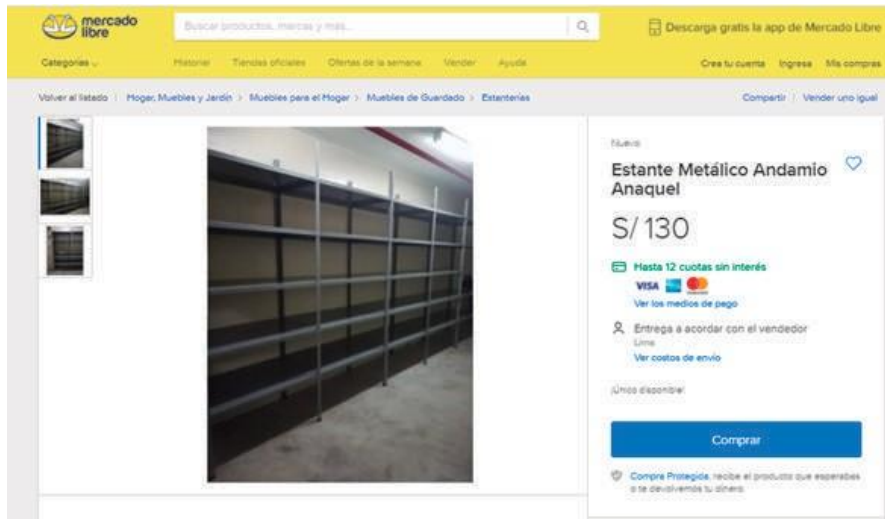 mercado
libre
Buscar productos, marcas y más...
Descarga gratis la app de Mercado Libre
Categorías
Historial
Tiendas oficiales
Ofertas de la semana
Vender
Ayuda
Crea tu cuenta
Ingresa
Mis compras
Volver al listado | Hogar, Muebles y Jardín > Muebles para el Hogar > Muebles de Guardado > Estanterías
Compartir | Vender uno igual
Nuevo
Estante Metálico Andamio
Anaquel
S/ 130
Hasta 12 cuotas sin interés
VISA
Ver los medios de pago
Entrega a acordar con el vendedor
Lima
Ver costos de envío
¡Único disponible!
Comprar
Compra Protegida, recibe el producto que esperabas
o te devolvemos tu dinero.